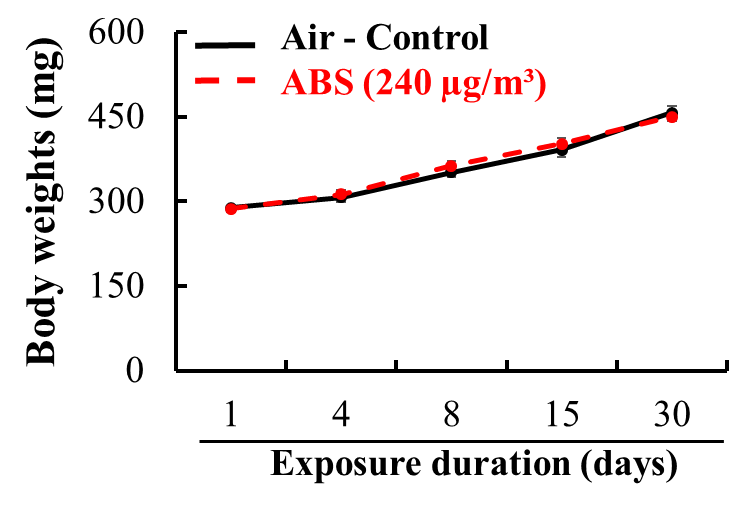 Air - Control
ABS (240 μg/m³)
Body weights (mg)
600
450
300
150
0
1 4 8 15 30
Exposure duration (days)